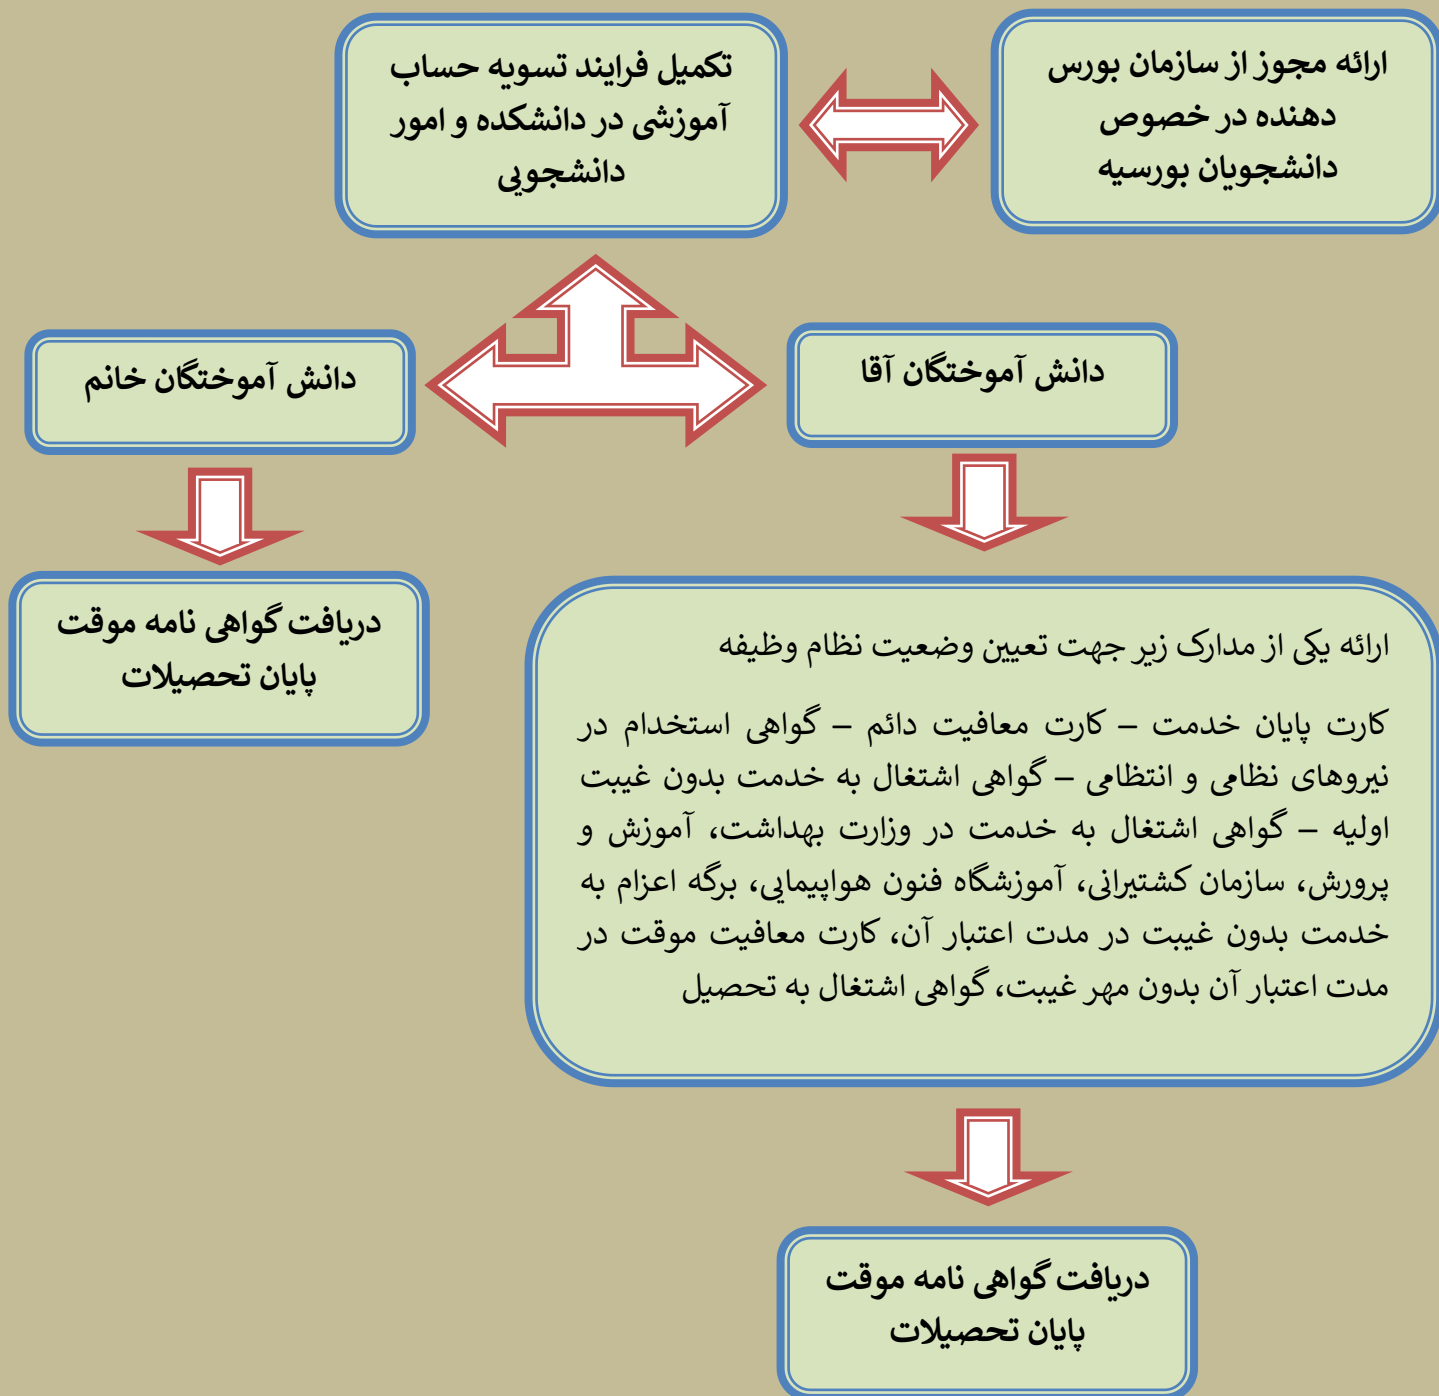 ارائه مجوز از سازمان بورس
دهنده در خصوص
دانشجویان بورسیه
تکمیل فرایند تسویه حساب
آموزشی در دانشکده و امور
دانشجویی
دانش آموختگان آقا
دانش آموختگان خانم
دریافت گواهی نامه موقت
پایان تحصیلات
ارائه یکی از مدارک زیر جهت تعیین وضعیت نظام وظیفه
کارت پایان خدمت – کارت معافیت دائم – گواهی استخدام در
نیروهای نظامی و انتظامی – گواهی اشتغال به خدمت بدون غیبت
اولیه – گواهی اشتغال به خدمت در وزارت بهداشت، آموزش و
پرورش، سازمان کشتیرانی، آموزشگاه فنون هواپیمایی، برگه اعزام به
خدمت بدون غیبت در مدت اعتبار آن، کارت معافیت موقت در
مدت اعتبار آن بدون مهر غیبت، گواهی اشتغال به تحصیل
دریافت گواهی نامه موقت
پایان تحصیلات